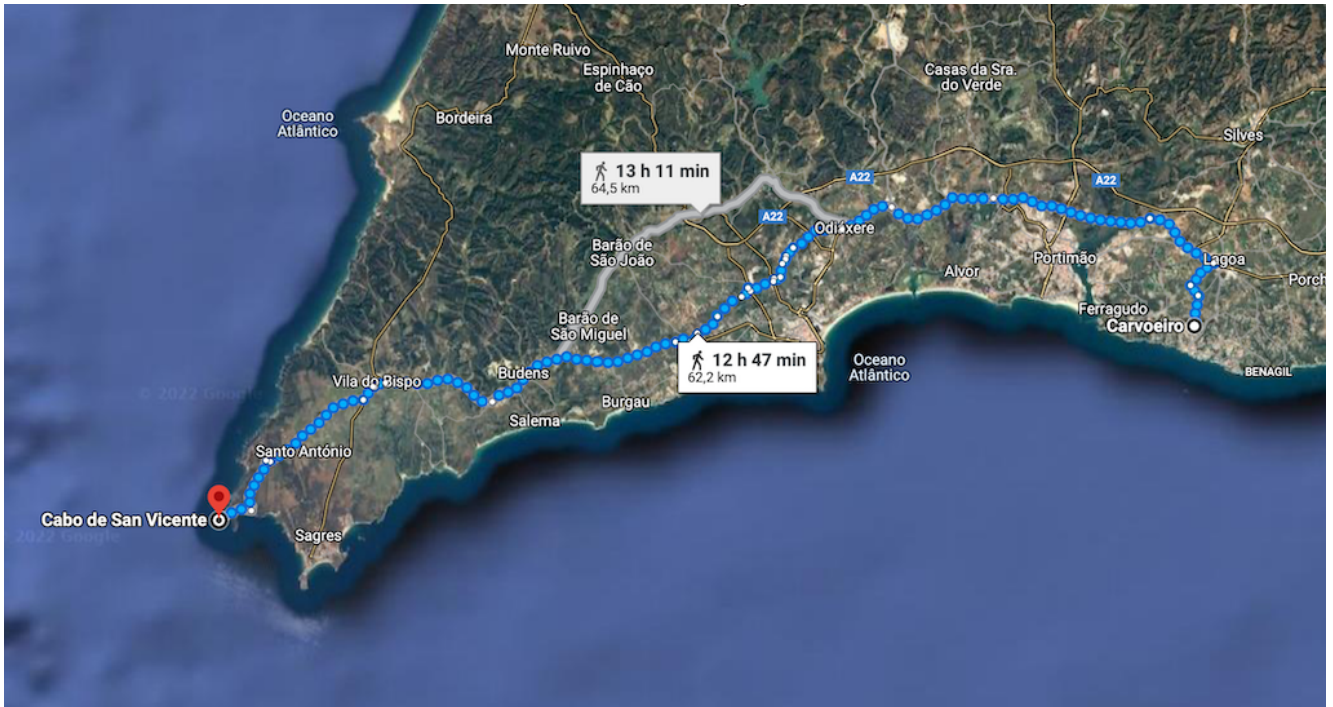 Monte Ruivo
Espinhaço
de Cão
Casas da Sra.
do Verde
Oceano
Atlântico
Bordeira
Silves
13 h 11 min
64,5 km
A22
A22
A22
Odiáxere
Barão de
São João
Portimão
Lagoa
Alvor
Porch
Ferragudo
Carvoeiro
Barão de
São Miguel
12 h 47 min
62,2 km
Oceano
Atlântico
BENAGIL
Budens
Vila do Bispo
© 2022 Google
Burgau
Salema
Santo António
Cabo de San Vicente
2022 Google
Sagres